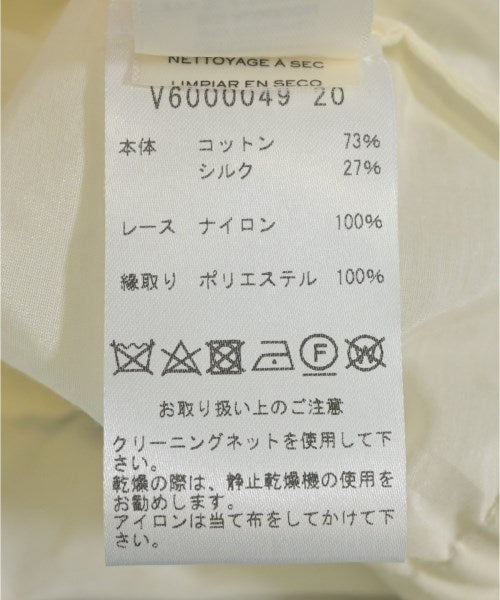 NETTOYAGE À SEC
LIMPIAR EN SECO
V6000049 20
本体 コットン 73%
シルク 27%
レース ナイロン 100%
縁取り ポリエステル 100%
F W
お取り扱い上のご注意
クリーニングネットを使用して下
さい。
乾燥の際は、静止乾燥機の使用を
お勧めします。
アイロンは当て布をしてかけて下
さい。